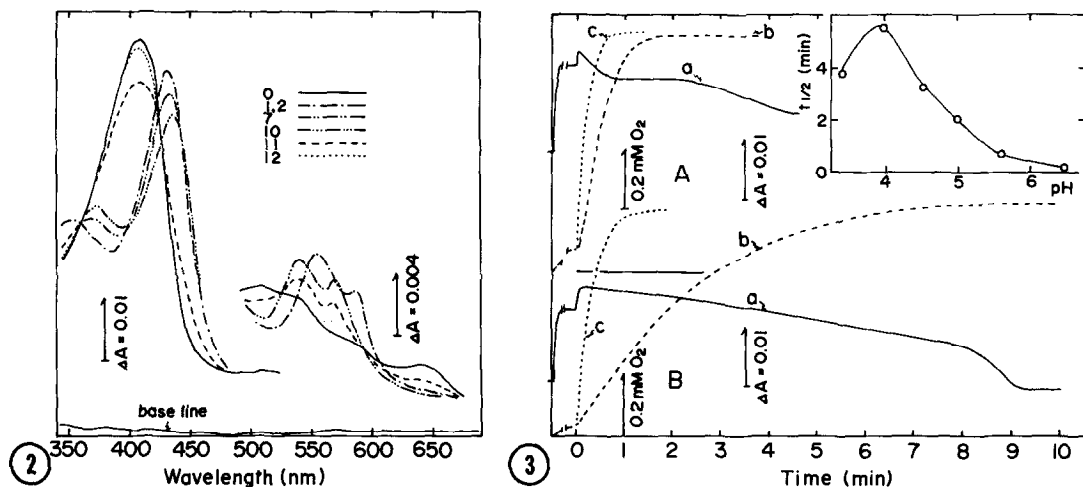 0
1,2
7
10
11
12
ΔA = 0.01
ΔA = 0.004
base line
350 400 450 500 550 600 650
Wavelength (nm)
2
c
b
a
A
0.2 mM O2
ΔA = 0.01
t 1/2 (min)
4
2
0
4 5 6
pH
b
a
c
B
0.2 mM O2
ΔA = 0.01
0 1 2 3 4 5 6 7 8 9 10
Time (min)
3